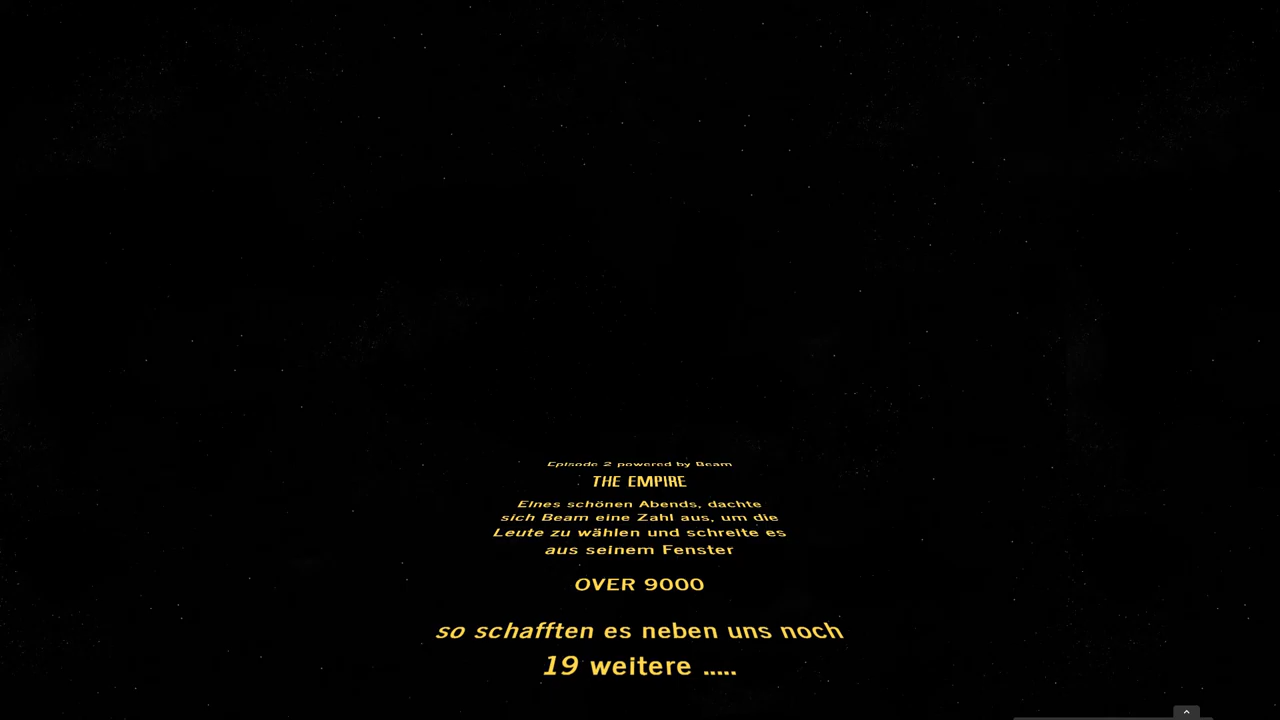 Episode 2 powered by Beam
THE EMPIRE
EInes schönen Abends, dachte
sich Beam eine Zahl aus, um die
Leute zu wählen und schreite es
aus seinem Fenster
OVER 9000
so schafften es neben uns noch
19 weitere .....